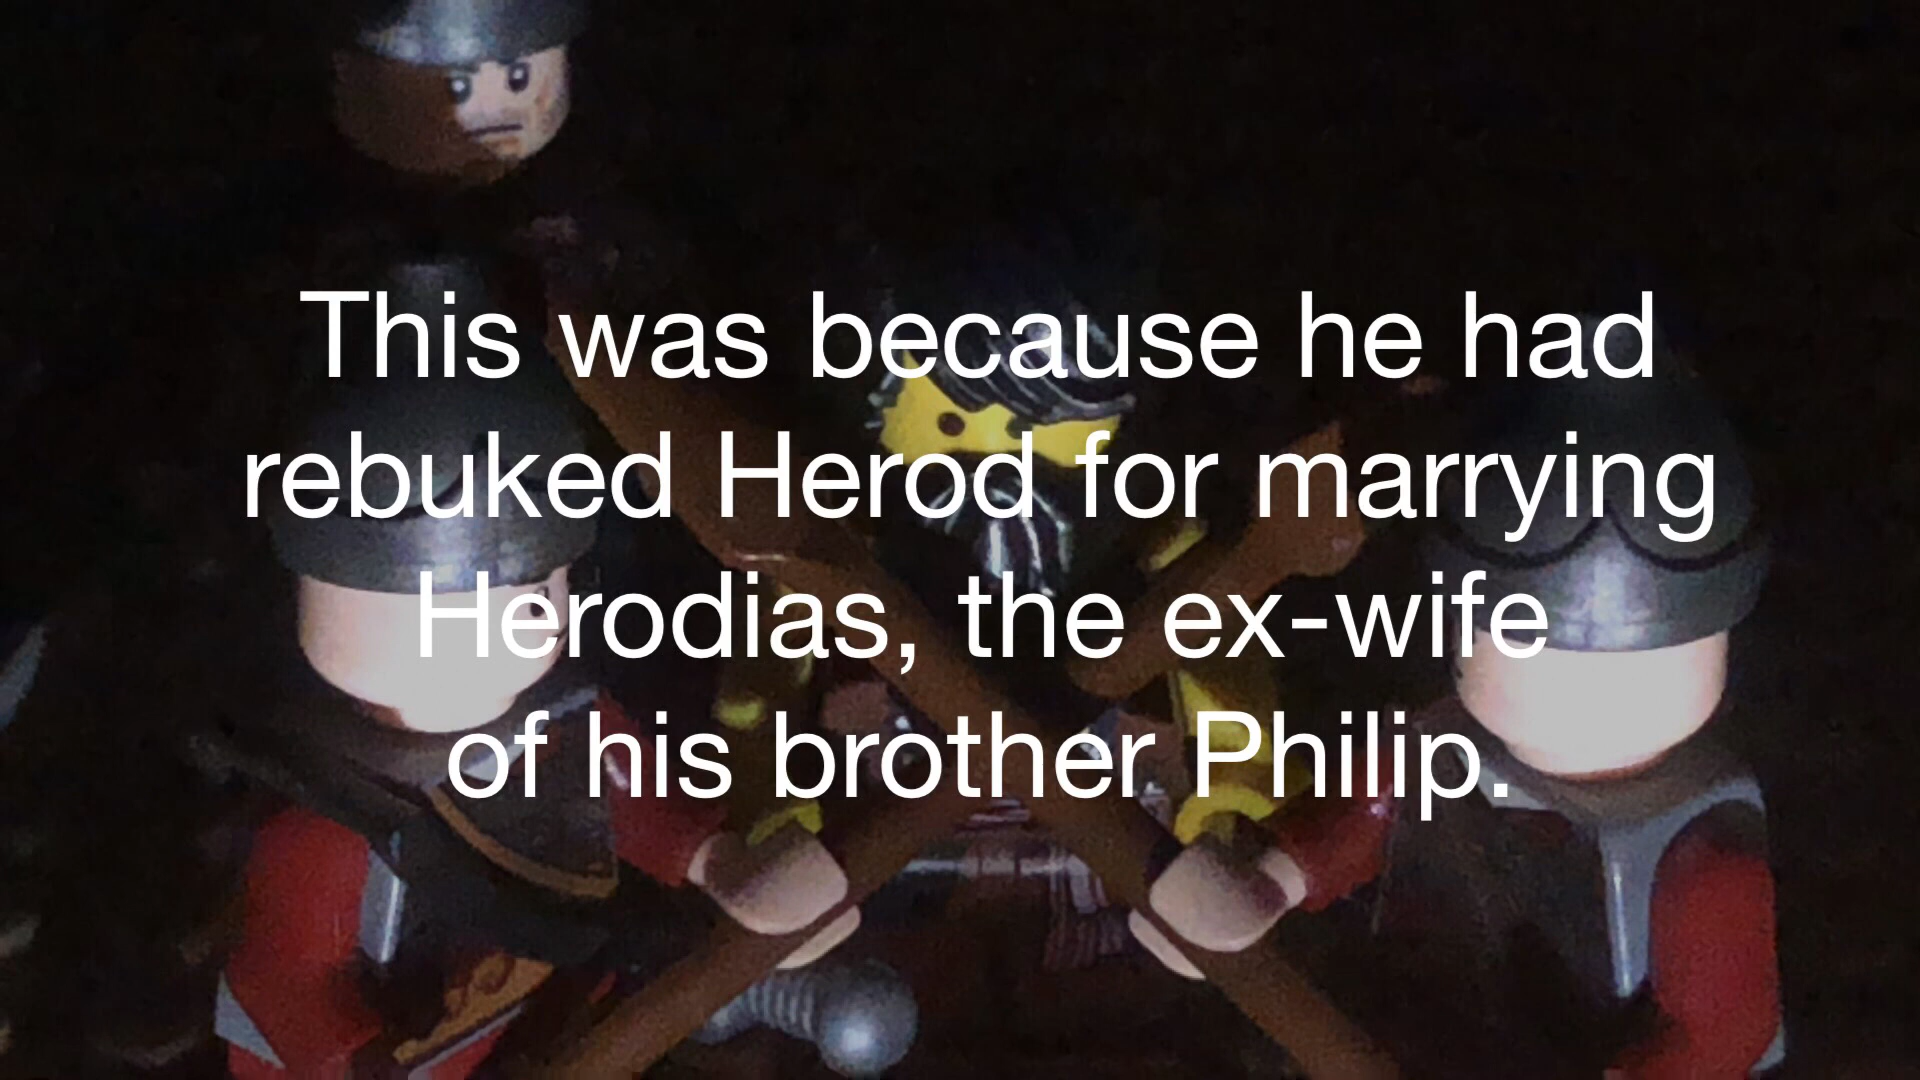 This was because he had
rebuked Herod for marrying
Herodias, the ex-wife
of his brother Philip.